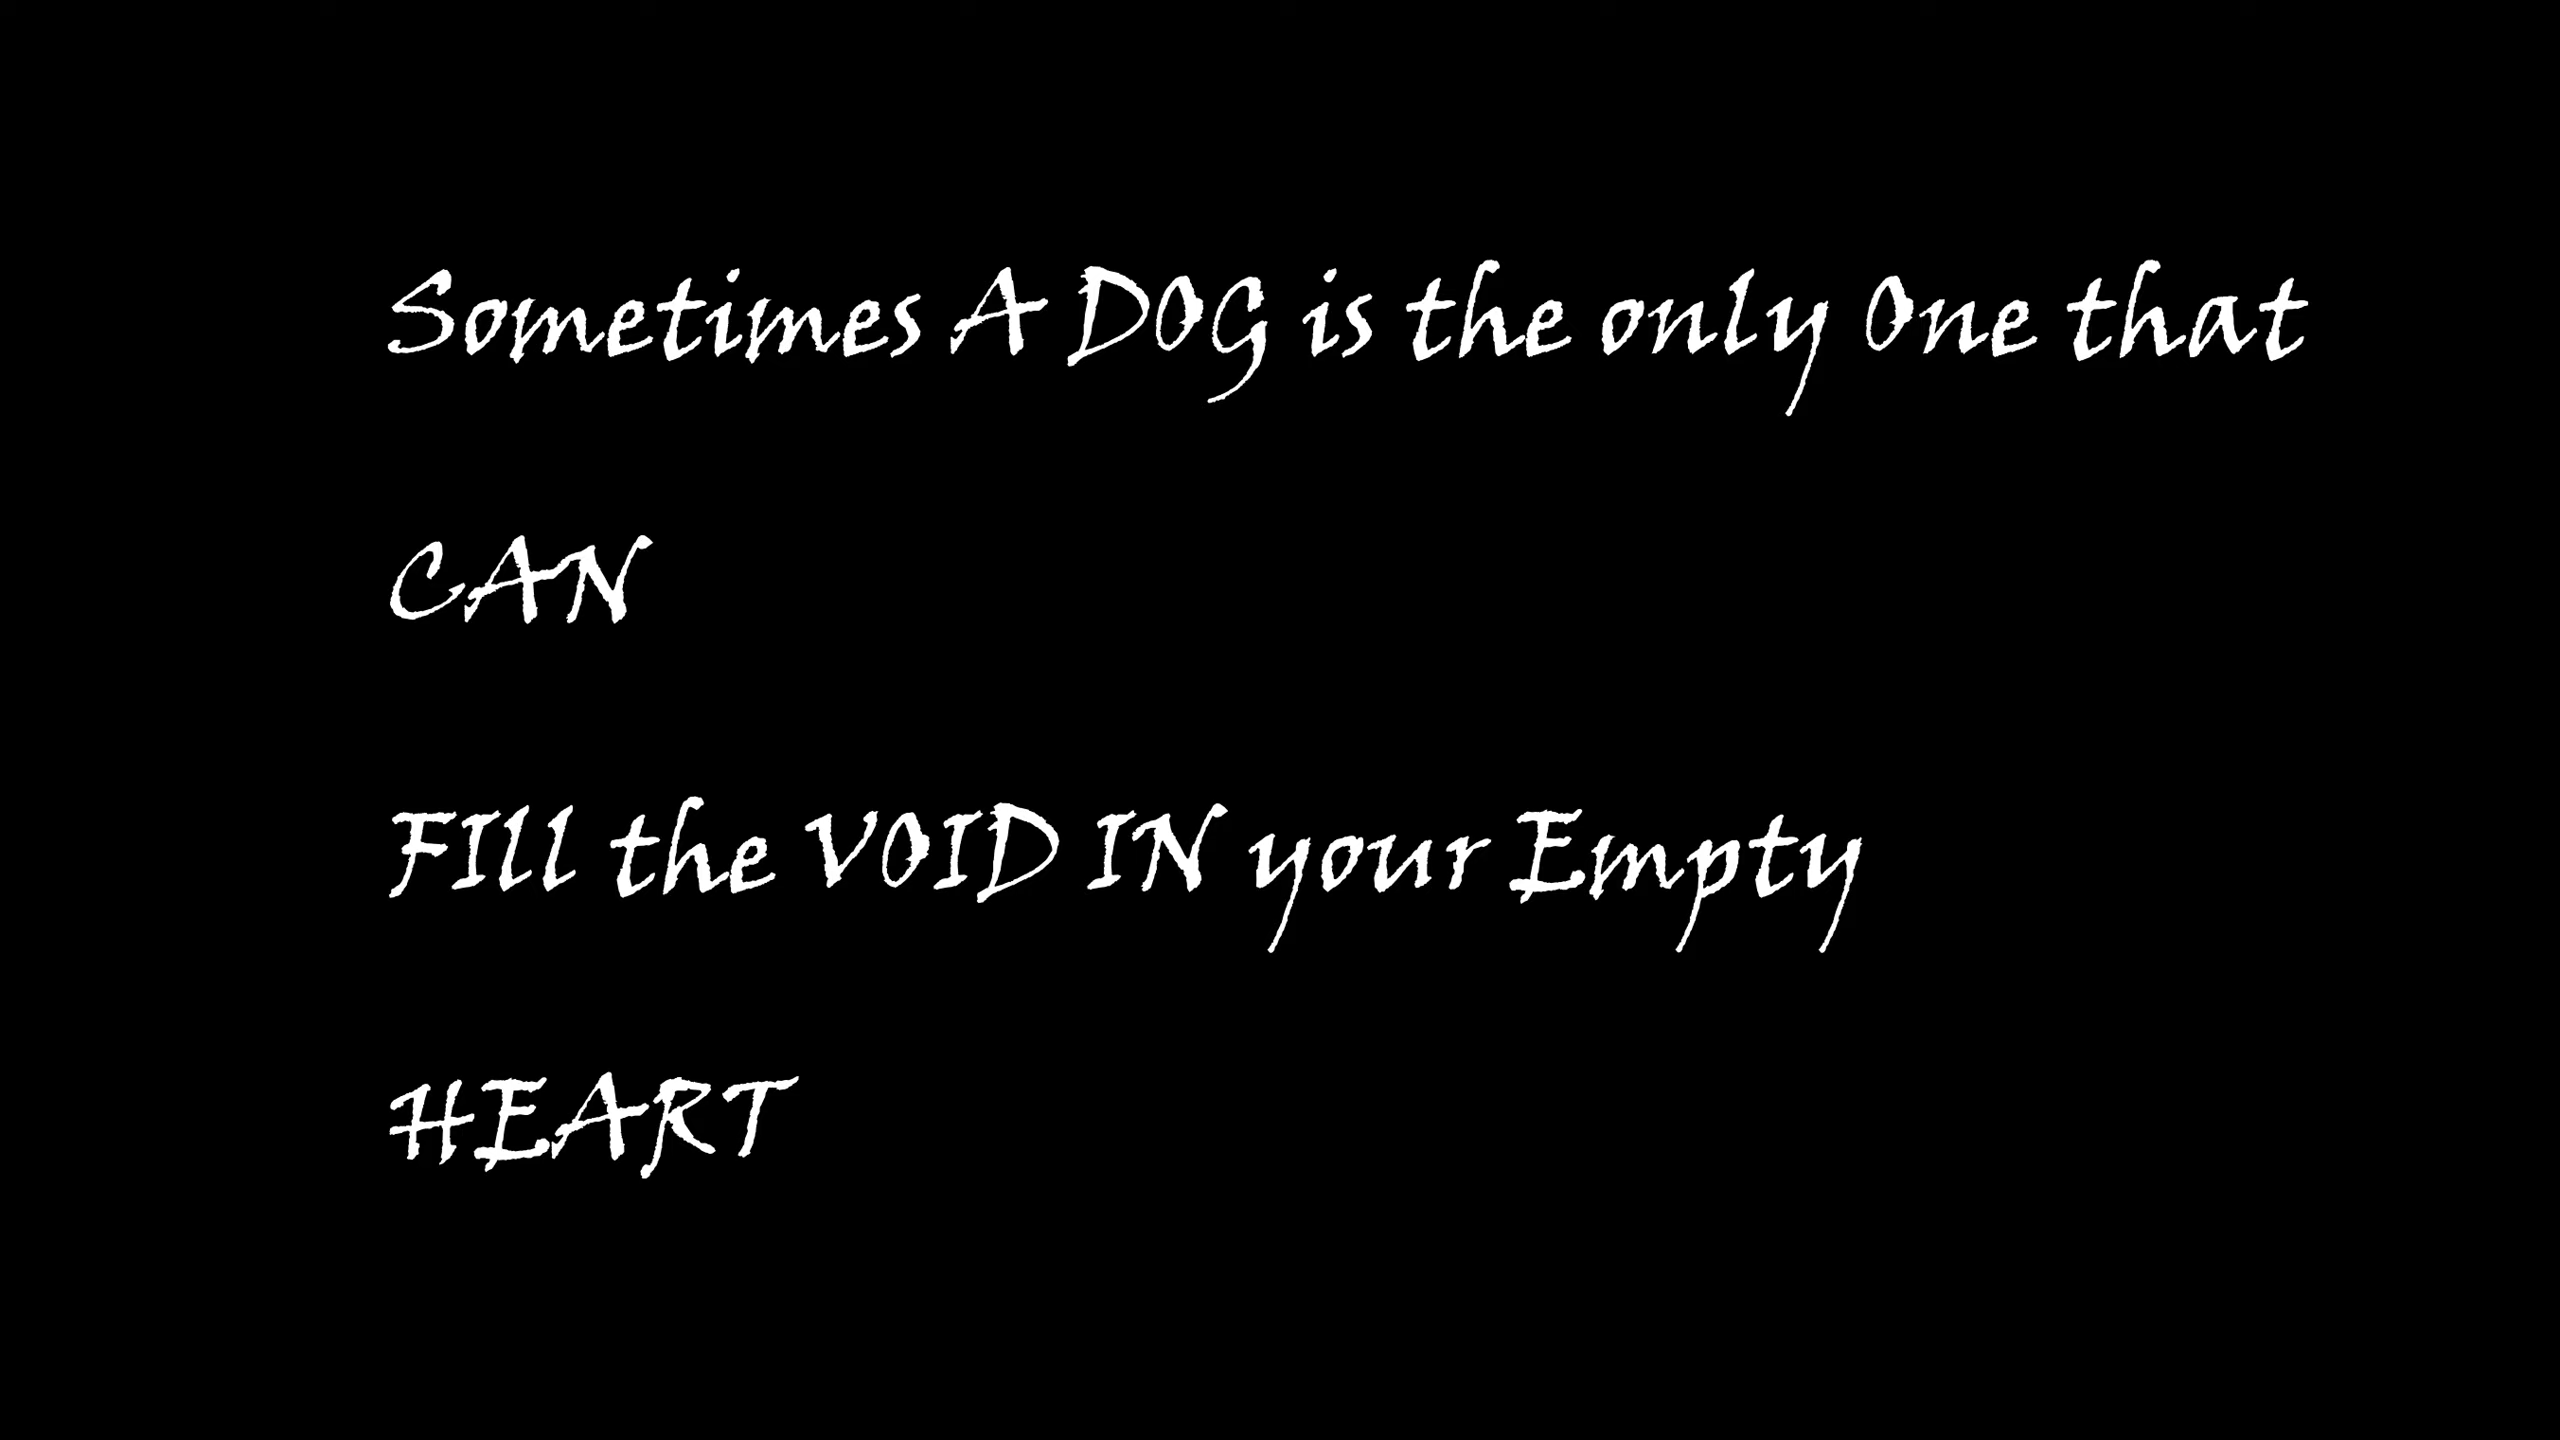 Sometimes A DOG is the only One that
CAN
FIll the VOID IN your Empty
HEART